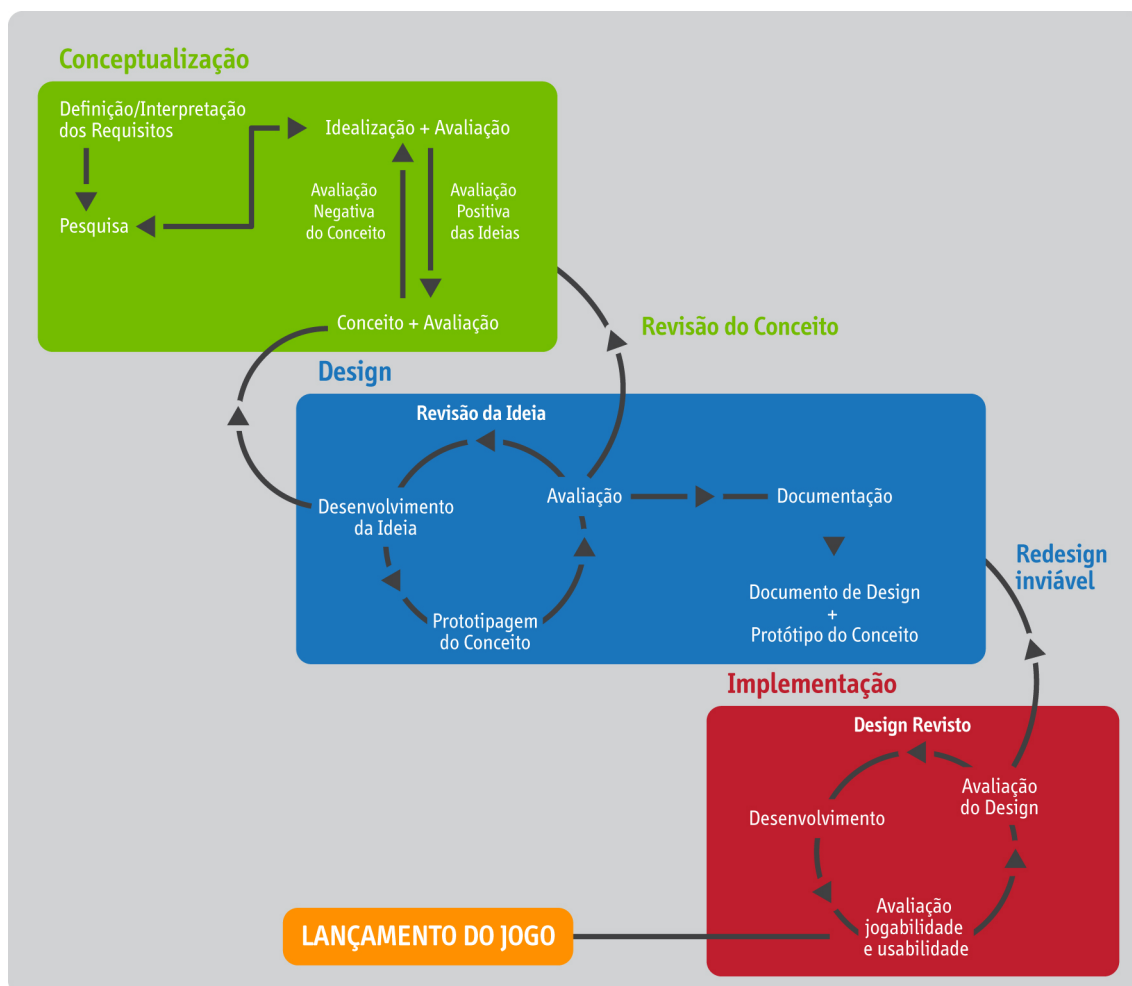 Conceptualização
Definição/Interpretação
dos Requisitos
Idealização + Avaliação
Avaliação
Negativa
do Conceito
Avaliação
Positiva
das Ideias
Pesquisa
Conceito + Avaliação
Revisão do Conceito
Design
Revisão da Ideia
Desenvolvimento
da Ideia
Avaliação
Documentação
Prototipagem
do Conceito
Documento de Design
+
Protótipo do Conceito
Redesign
inviável
Implementação
Design Revisto
Avaliação
do Design
Desenvolvimento
Avaliação
jogabilidade
e usabilidade
LANÇAMENTO DO JOGO